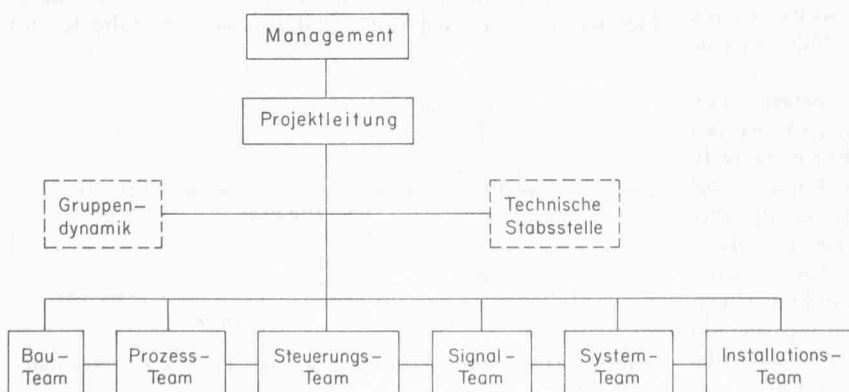 Management
Projektleitung
Gruppen-
dynamik
Technische
Stabsstelle
Bau-
Team
Prozess-
Team
Steuerungs-
Team
Signal-
Team
System-
Team
Installations-
Team